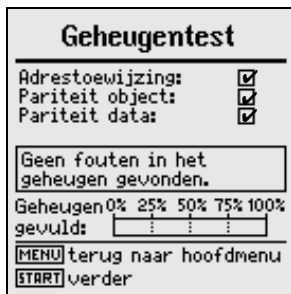 Geheugentest
Adrestoewijzing:
Pariteit object:
Pariteit data:
Geen fouten in het
geheugen gevonden.
Geheugen 0% 25% 50% 75% 100%
gevuld:
MENU terug naar hoofdmenu
START verder